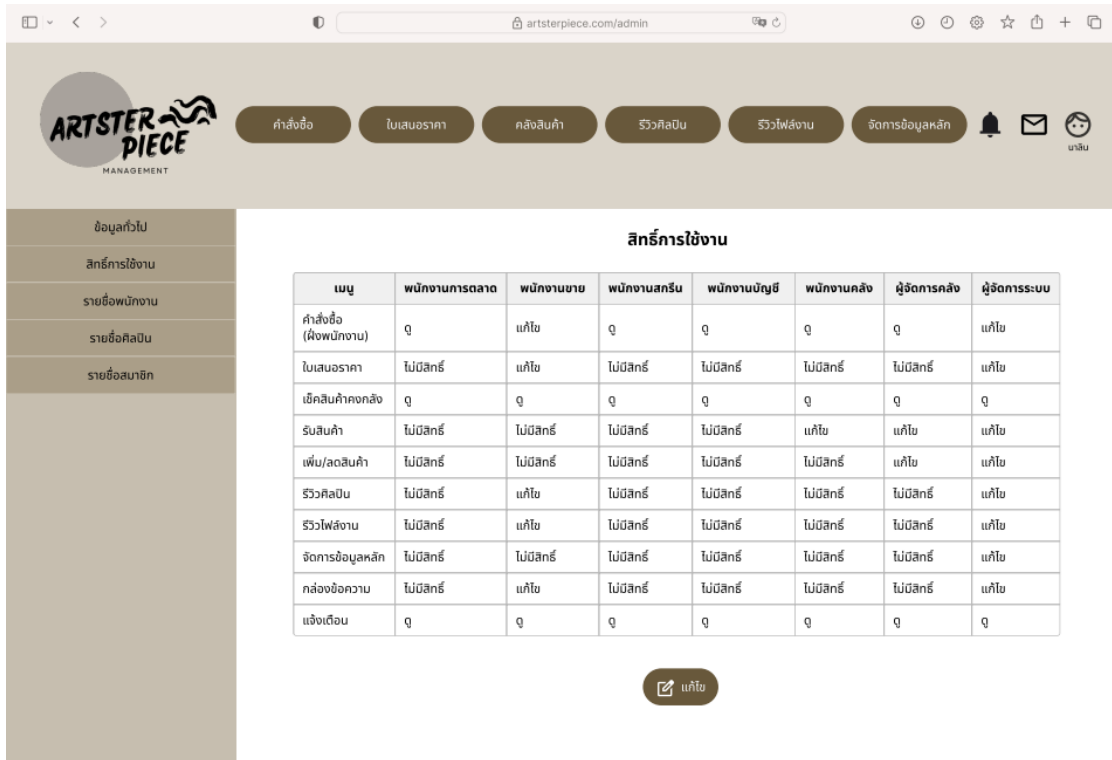 artsterpiece.com/admin
ARTSTER
PIECE
MANAGEMENT
คำสั่งซื้อ ใบเสนอราคา คลังสินค้า รีวิวศิลปิน รีวิวไฟล์งาน จัดการข้อมูลหลัก
นาลิน
ข้อมูลทั่วไป
สิทธิ์การใช้งาน
รายชื่อพนักงาน
รายชื่อศิลปิน
รายชื่อสมาชิก
สิทธิ์การใช้งาน
เมนู พนักงานการตลาด พนักงานขาย พนักงานสกรีน พนักงานบัญชี พนักงานคลัง ผู้จัดการคลัง ผู้จัดการระบบ
คำสั่งซื้อ
(ฝั่งพนักงาน) ดู แก้ไข ดู ดู ดู ดู แก้ไข
ใบเสนอราคา ไม่มีสิทธิ์ แก้ไข ไม่มีสิทธิ์ ไม่มีสิทธิ์ ไม่มีสิทธิ์ ไม่มีสิทธิ์ แก้ไข
เช็คสินค้าคงคลัง ดู ดู ดู ดู ดู ดู ดู
รับสินค้า ไม่มีสิทธิ์ ไม่มีสิทธิ์ ไม่มีสิทธิ์ ไม่มีสิทธิ์ แก้ไข แก้ไข แก้ไข
เพิ่ม/ลดสินค้า ไม่มีสิทธิ์ ไม่มีสิทธิ์ ไม่มีสิทธิ์ ไม่มีสิทธิ์ ไม่มีสิทธิ์ แก้ไข แก้ไข
รีวิวศิลปิน ไม่มีสิทธิ์ แก้ไข ไม่มีสิทธิ์ ไม่มีสิทธิ์ ไม่มีสิทธิ์ ไม่มีสิทธิ์ แก้ไข
รีวิวไฟล์งาน ไม่มีสิทธิ์ แก้ไข ไม่มีสิทธิ์ ไม่มีสิทธิ์ ไม่มีสิทธิ์ ไม่มีสิทธิ์ แก้ไข
จัดการข้อมูลหลัก ไม่มีสิทธิ์ ไม่มีสิทธิ์ ไม่มีสิทธิ์ ไม่มีสิทธิ์ ไม่มีสิทธิ์ ไม่มีสิทธิ์ แก้ไข
กล่องข้อความ ไม่มีสิทธิ์ แก้ไข ไม่มีสิทธิ์ ไม่มีสิทธิ์ ไม่มีสิทธิ์ ไม่มีสิทธิ์ แก้ไข
แจ้งเตือน ดู ดู ดู ดู ดู ดู ดู
แก้ไข